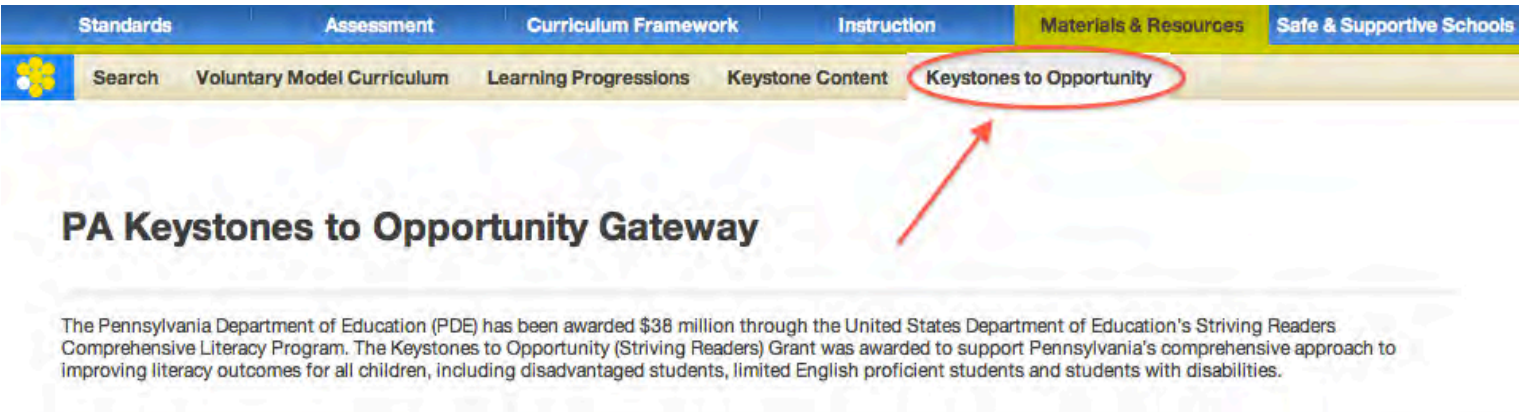 Standards Assessment Curriculum Framework Instruction Materials & Resources Safe & Supportive Schools
Search Voluntary Model Curriculum Learning Progressions Keystone Content Keystones to Opportunity
PA Keystones to Opportunity Gateway
The Pennsylvania Department of Education (PDE) has been awarded $38 million through the United States Department of Education's Striving Readers
Comprehensive Literacy Program. The Keystones to Opportunity (Striving Readers) Grant was awarded to support Pennsylvania's comprehensive approach to
improving literacy outcomes for all children, including disadvantaged students, limited English proficient students and students with disabilities.